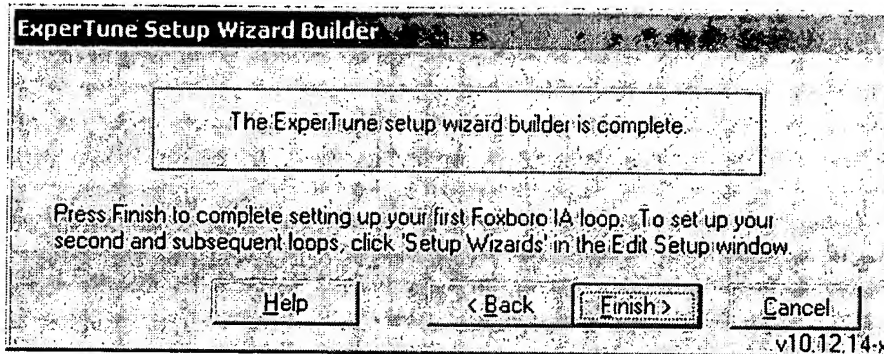 ExperTune Setup Wizard Builder
The ExperTune setup wizard builder is complete.
Press Finish to complete setting up your first Foxboro IA loop. To set up your
second and subsequent loops, click 'Setup Wizards' in the Edit Setup window.
Help < Back Finish > Cancel
v10.12.14